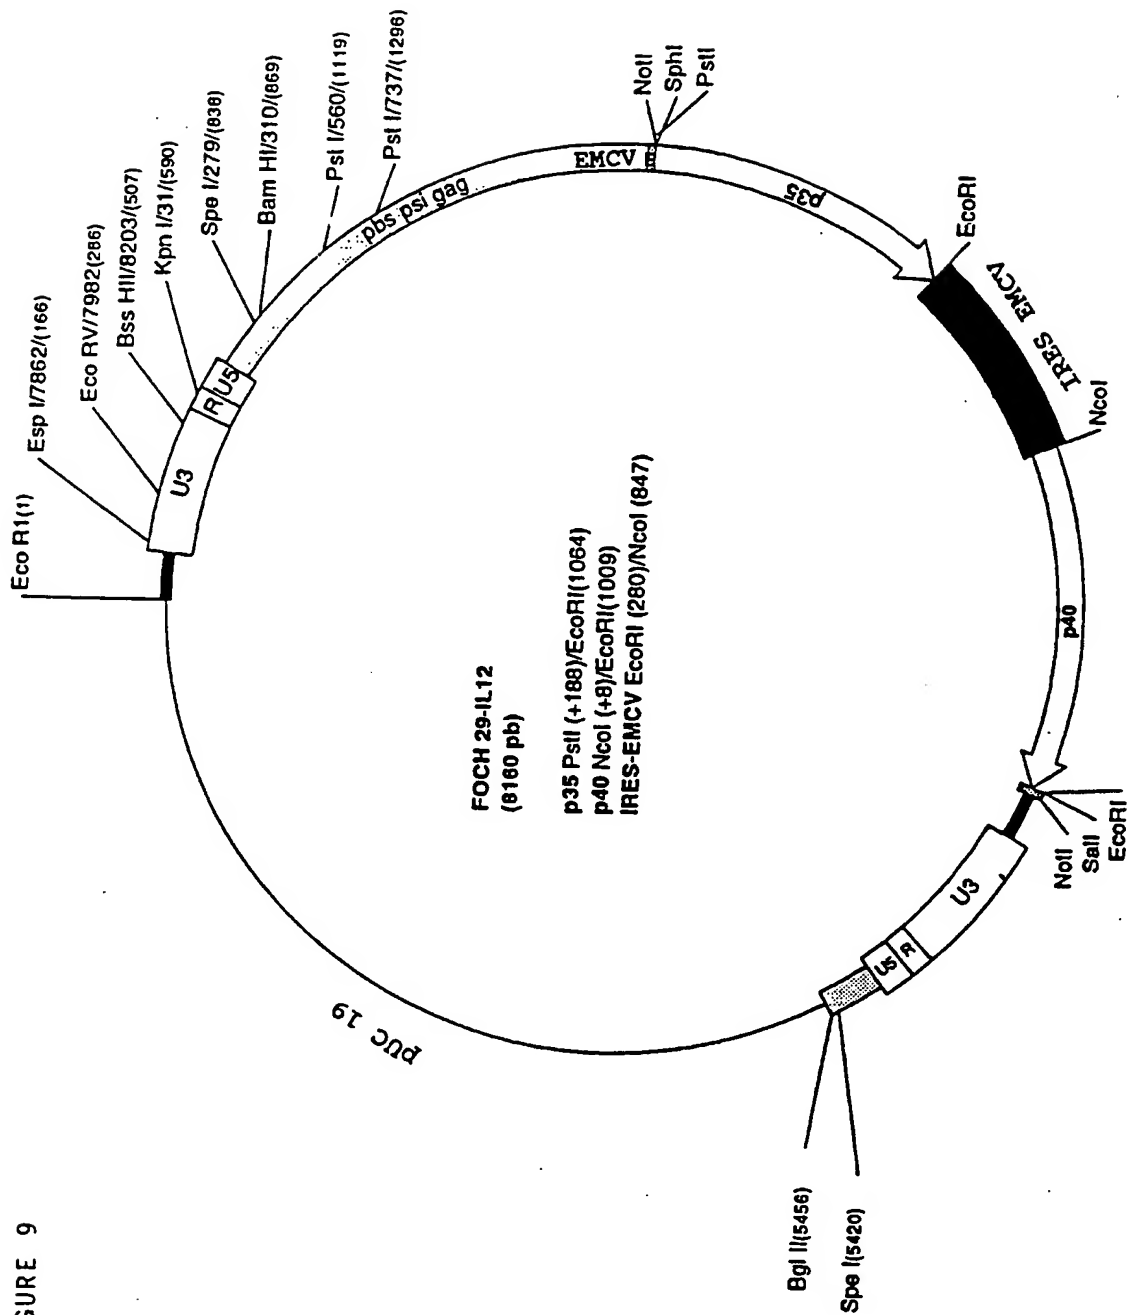 GURE 9
Eco R1(1)
Esp I/7862/(166)
Eco RV/7982(286)
Bss HII/8203/(507)
Kpn I/31/(590)
Spe I/279/(838)
Bam HI/310/(869)
Pst I/560/(1119)
Pst I/737/(1296)
NotI
SphI
PstI
U3
R
U5
pbs psi gag
EMCV
p35
EcoRI
IRES EMCV
NcoI
p40
NotI
SalI
EcoRI
U3
R
U5
Bgl II(5456)
Spe I(5420)
pUC 19
FOCH 29-IL12
(8160 pb)
p35 PstI (+188)/EcoRI(1064)
p40 NcoI (+8)/EcoRI(1009)
IRES-EMCV EcoRI (280)/NcoI (847)